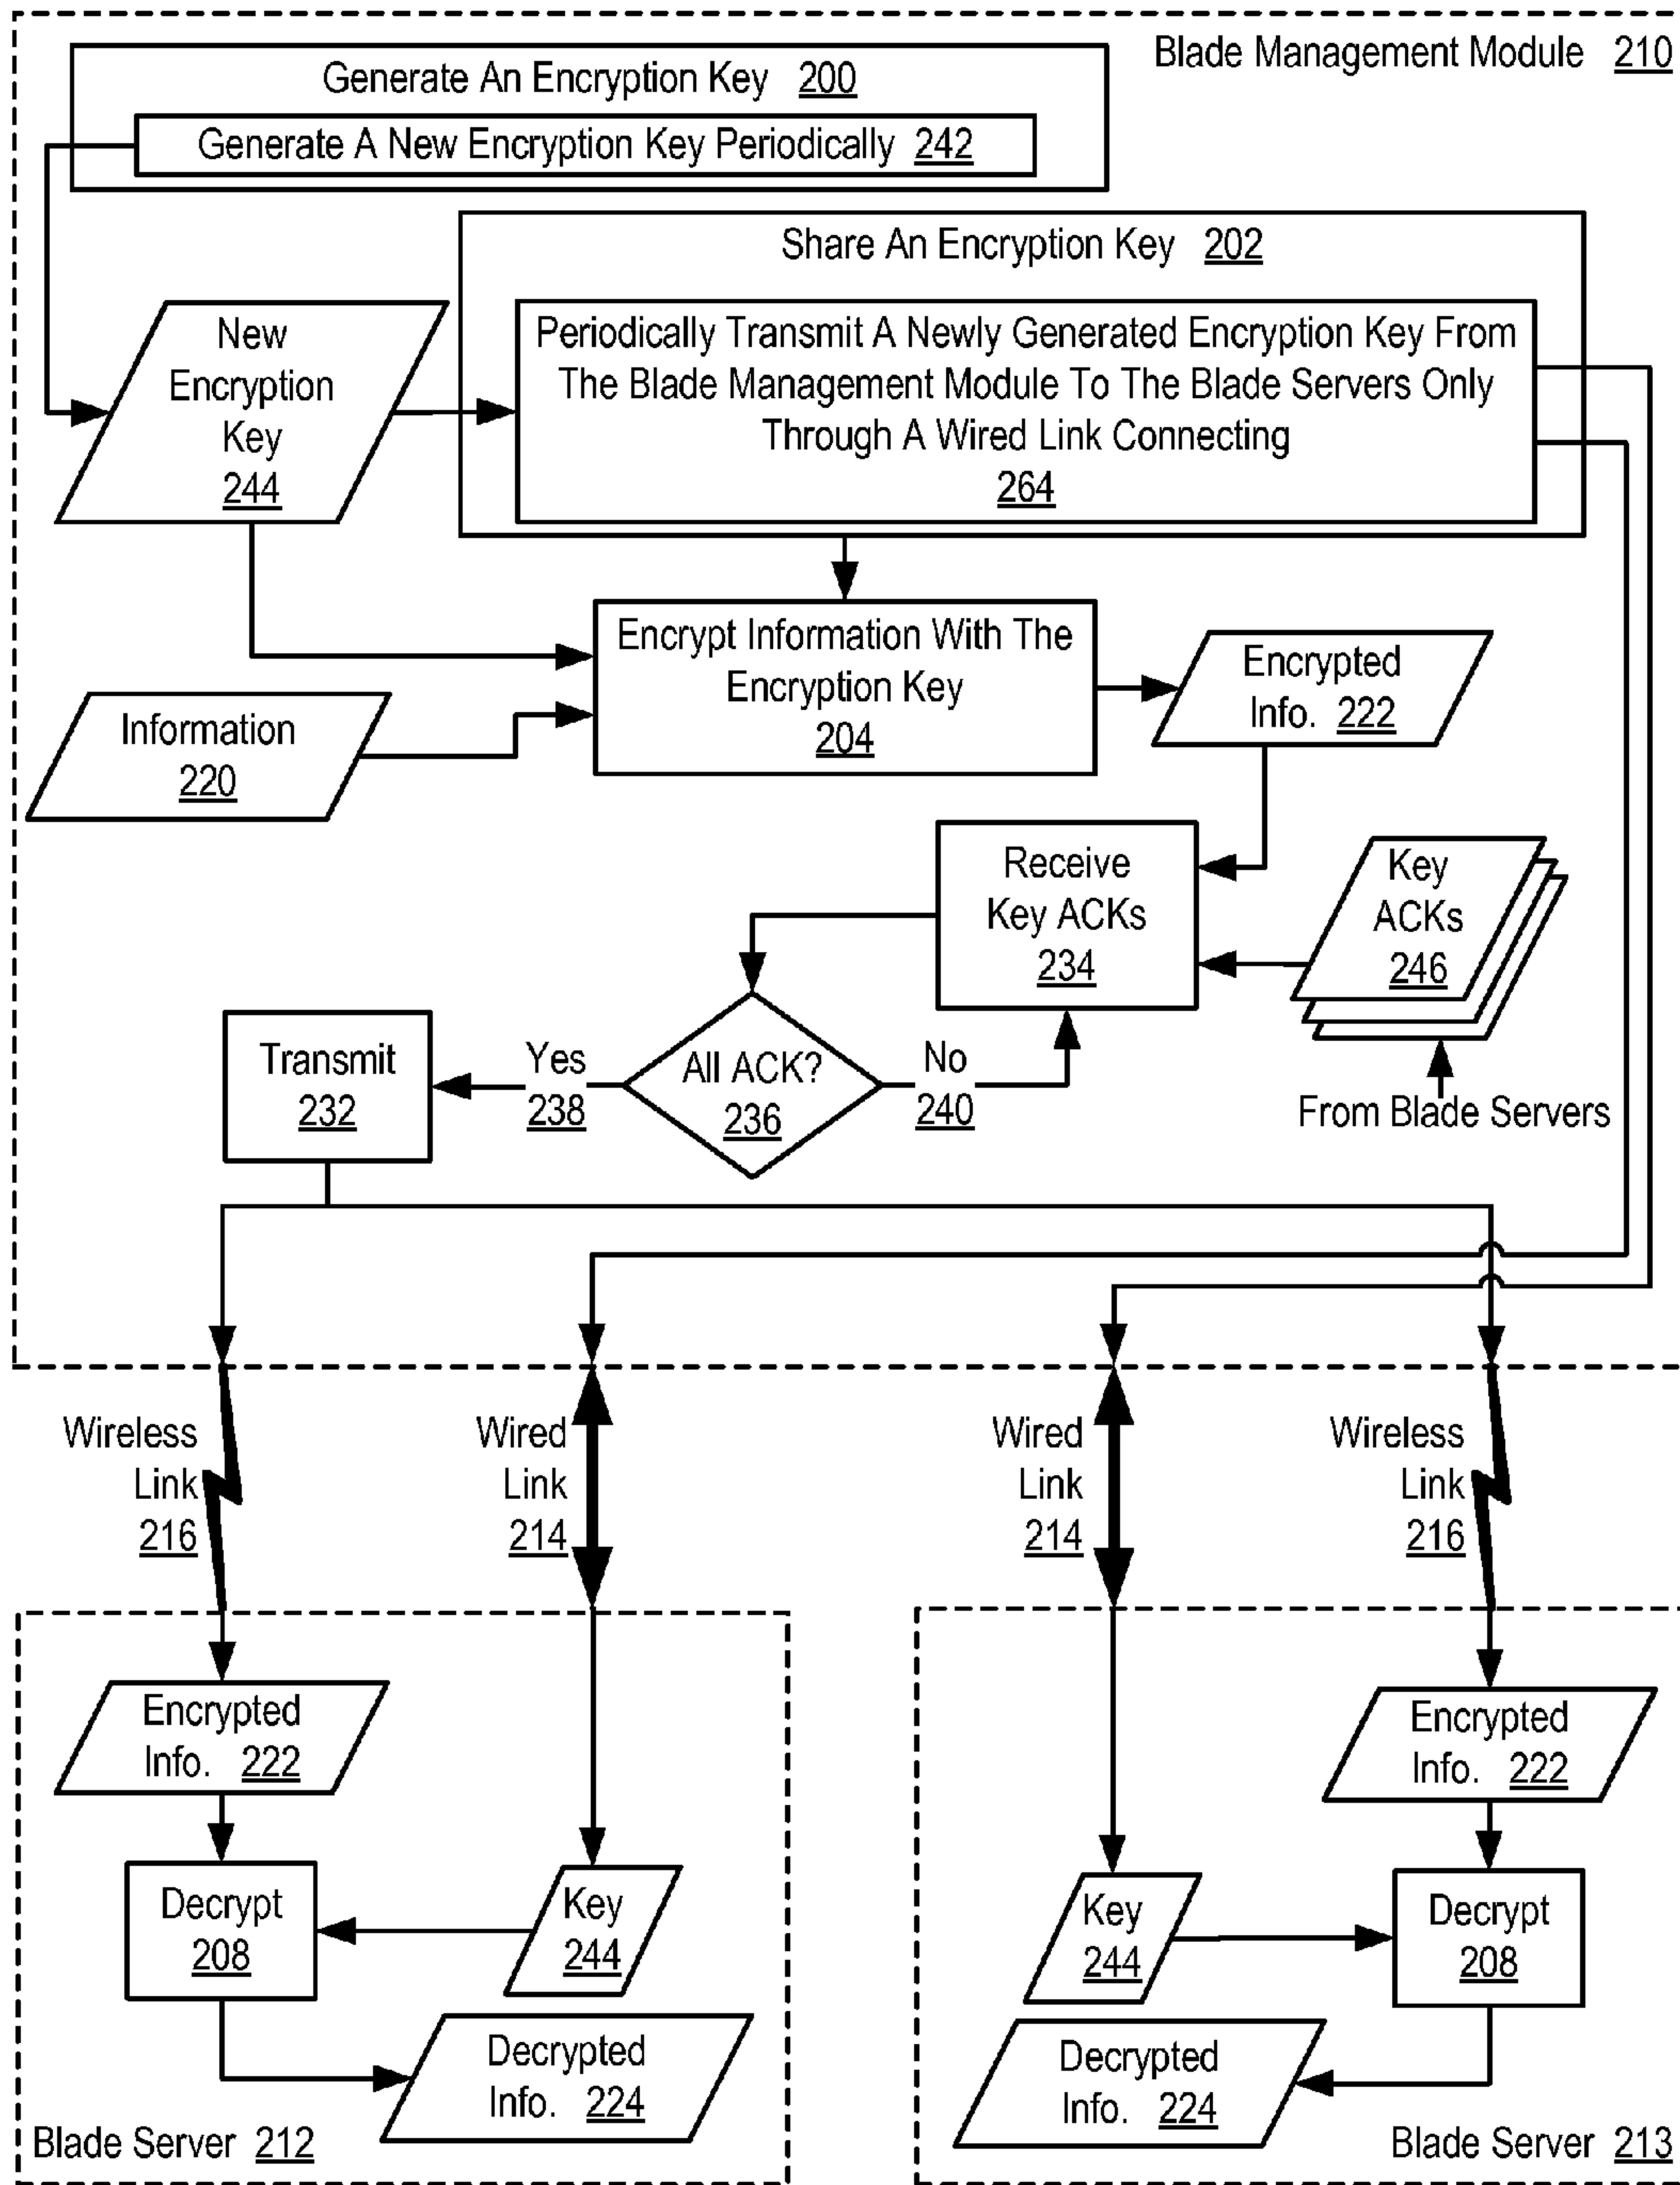 Blade Management Module 210
Generate An Encryption Key 200
Generate A New Encryption Key Periodically 242
Share An Encryption Key 202
New
Encryption
Key
244
Periodically Transmit A Newly Generated Encryption Key From
The Blade Management Module To The Blade Servers Only
Through A Wired Link Connecting
264
Encrypt Information With The
Encryption Key
204
Encrypted
Info. 222
Information
220
Receive
Key ACKs
234
Key
ACKs
246
From Blade Servers
All ACK?
236
No
240
Yes
238
Transmit
232
Wireless
Link
216
Wired
Link
214
Wired
Link
214
Wireless
Link
216
Encrypted
Info. 222
Decrypt
208
Key
244
Decrypted
Info. 224
Blade Server 212
Encrypted
Info. 222
Key
244
Decrypt
208
Decrypted
Info. 224
Blade Server 213